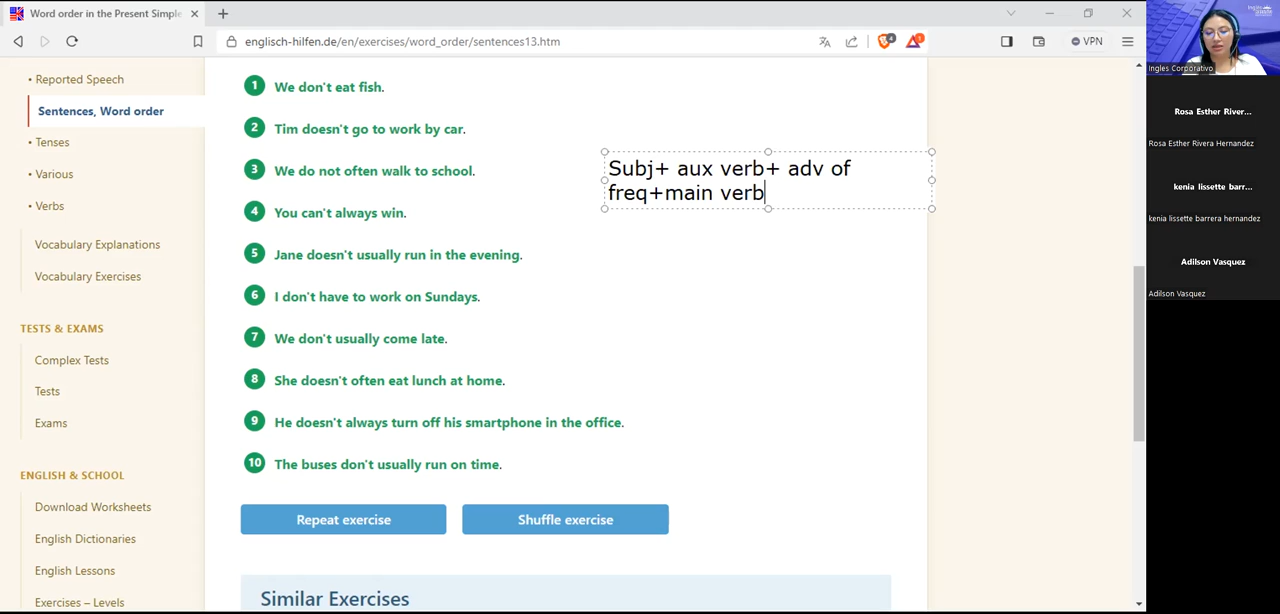 Word order in the Present Simple
englisch-hilfen.de/en/exercises/word_order/sentences13.htm
4
1
VPN
• Reported Speech
Sentences, Word order
• Tenses
• Various
• Verbs
Vocabulary Explanations
Vocabulary Exercises
TESTS & EXAMS
Complex Tests
Tests
Exams
ENGLISH & SCHOOL
Download Worksheets
English Dictionaries
English Lessons
Exercises – Levels
1 We don't eat fish.
2 Tim doesn't go to work by car.
3 We do not often walk to school.
4 You can't always win.
5 Jane doesn't usually run in the evening.
6 I don't have to work on Sundays.
7 We don't usually come late.
8 She doesn't often eat lunch at home.
9 He doesn't always turn off his smartphone in the office.
10 The buses don't usually run on time.
Repeat exercise
Shuffle exercise
Similar Exercises
Subj+ aux verb+ adv of
freq+main verb
Ingles Corporativo
Rosa Esther River...
Rosa Esther Rivera Hernandez
kenia lissette barr...
kenia lissette barrera hernandez
Adilson Vasquez
Adilson Vasquez